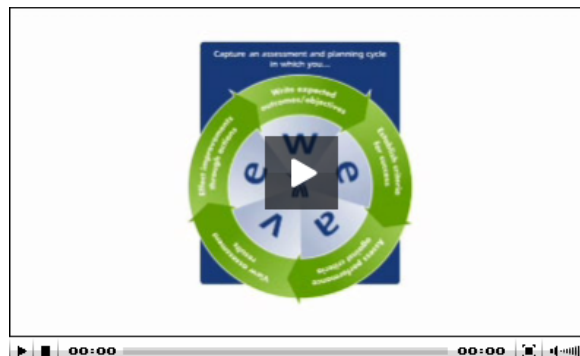 Capture an assessment and planning cycle
in which you...
Write expected
outcomes/objectives
Establish criteria
for success
Assess performance
against criteria
View assessment
results
Effect improvements
through actions
W
e
a
v
e
00:00
00:00